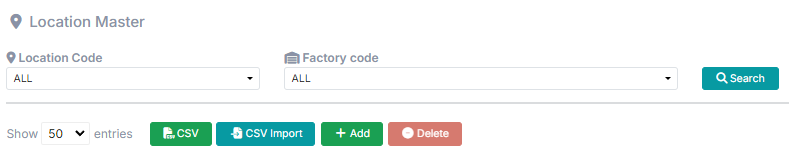 Location Master
Location Code Factory code
ALL ALL Search
Show 50 entries CSV CSV Import Add Delete